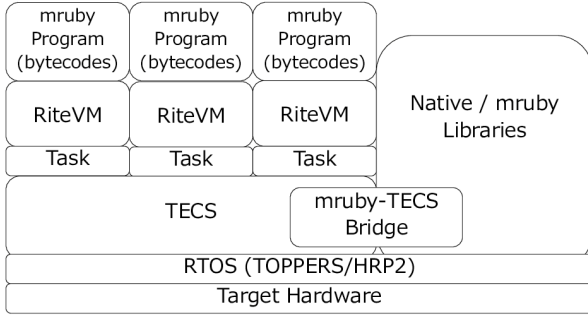 mruby
Program
(bytecodes)
mruby
Program
(bytecodes)
mruby
Program
(bytecodes)
RiteVM
RiteVM
RiteVM
Native / mruby
Libraries
Task
Task
Task
TECS
mruby-TECS
Bridge
RTOS (TOPPERS/HRP2)
Target Hardware